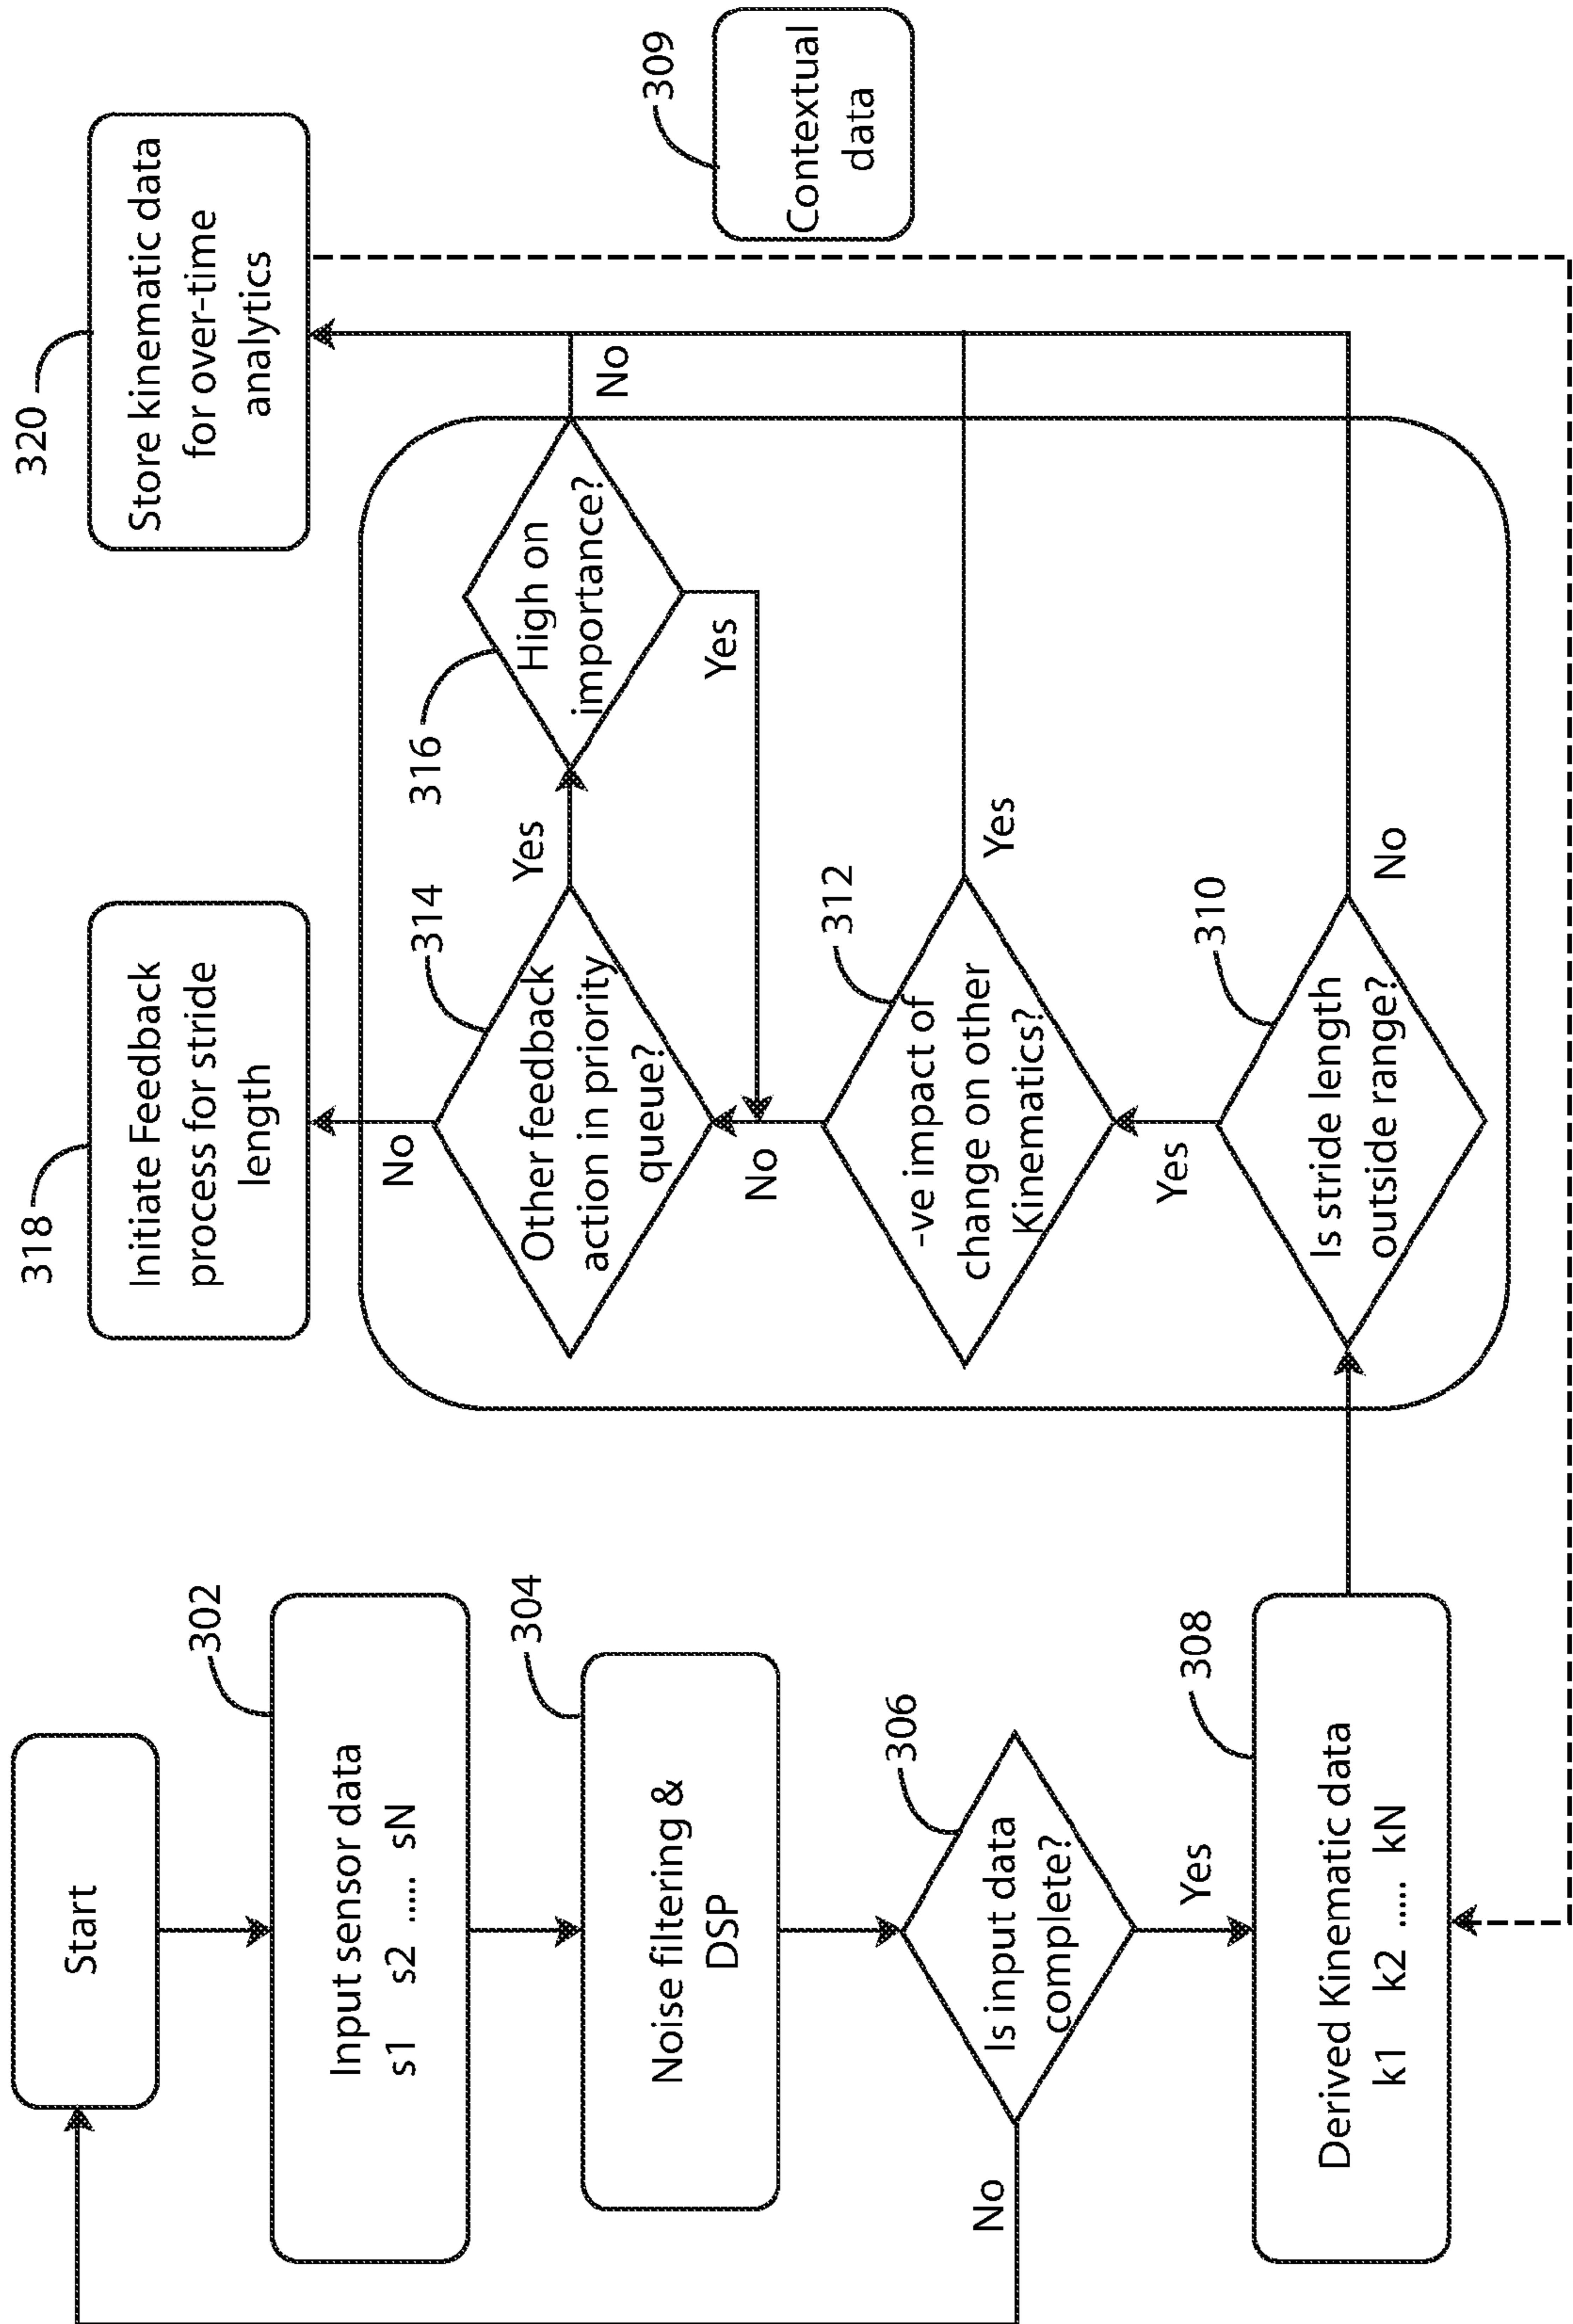 Start
302
Input sensor data
s1 s2 ..... sN
304
Noise filtering &
DSP
306
Is input data
complete?
No
Yes
308
Derived Kinematic data
k1 k2 ..... kN
318
Initiate Feedback
process for stride
length
No
314
Other feedback
action in priority
queue?
Yes
316
High on
importance?
No
Yes
No
312
-ve impact of
change on other
Kinematics?
Yes
Yes
310
Is stride length
outside range?
No
320
Store kinematic data
for over-time
analytics
309
Contextual
data